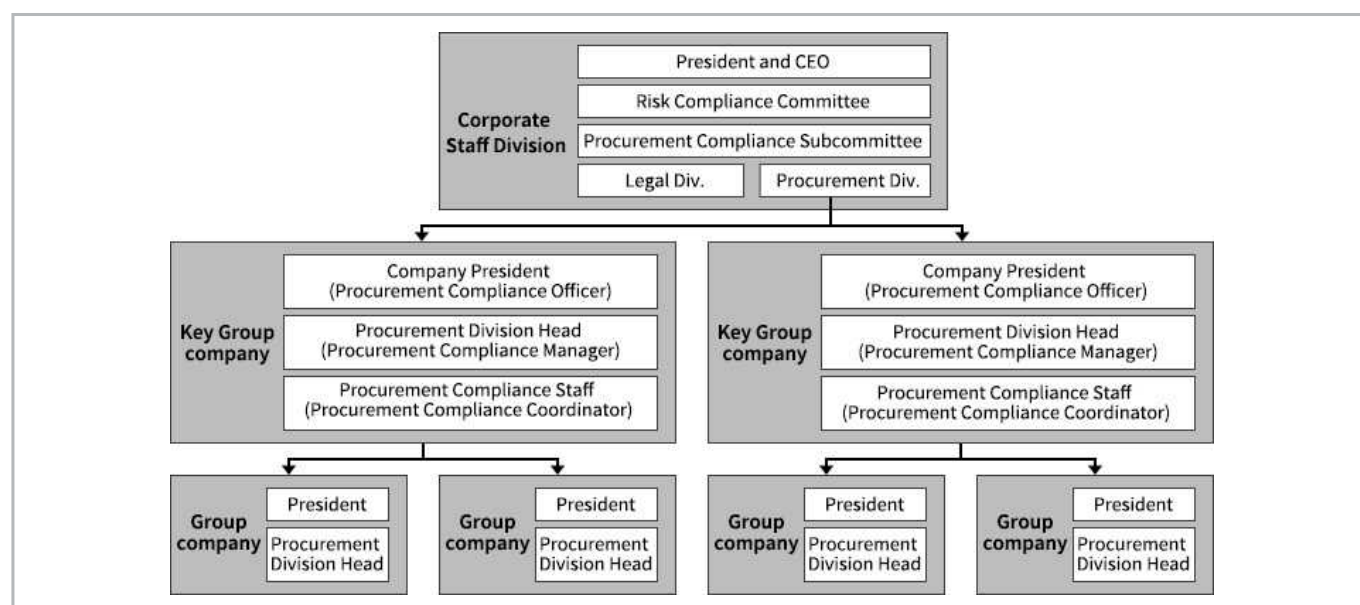 President and CEO
Risk Compliance Committee
Corporate
Staff Division
Procurement Compliance Subcommittee
Legal Div.
Procurement Div.
Key Group
company
Company President
(Procurement Compliance Officer)
Procurement Division Head
(Procurement Compliance Manager)
Procurement Compliance Staff
(Procurement Compliance Coordinator)
Key Group
company
Company President
(Procurement Compliance Officer)
Procurement Division Head
(Procurement Compliance Manager)
Procurement Compliance Staff
(Procurement Compliance Coordinator)
Group
company
President
Procurement
Division Head
Group
company
President
Procurement
Division Head
Group
company
President
Procurement
Division Head
Group
company
President
Procurement
Division Head